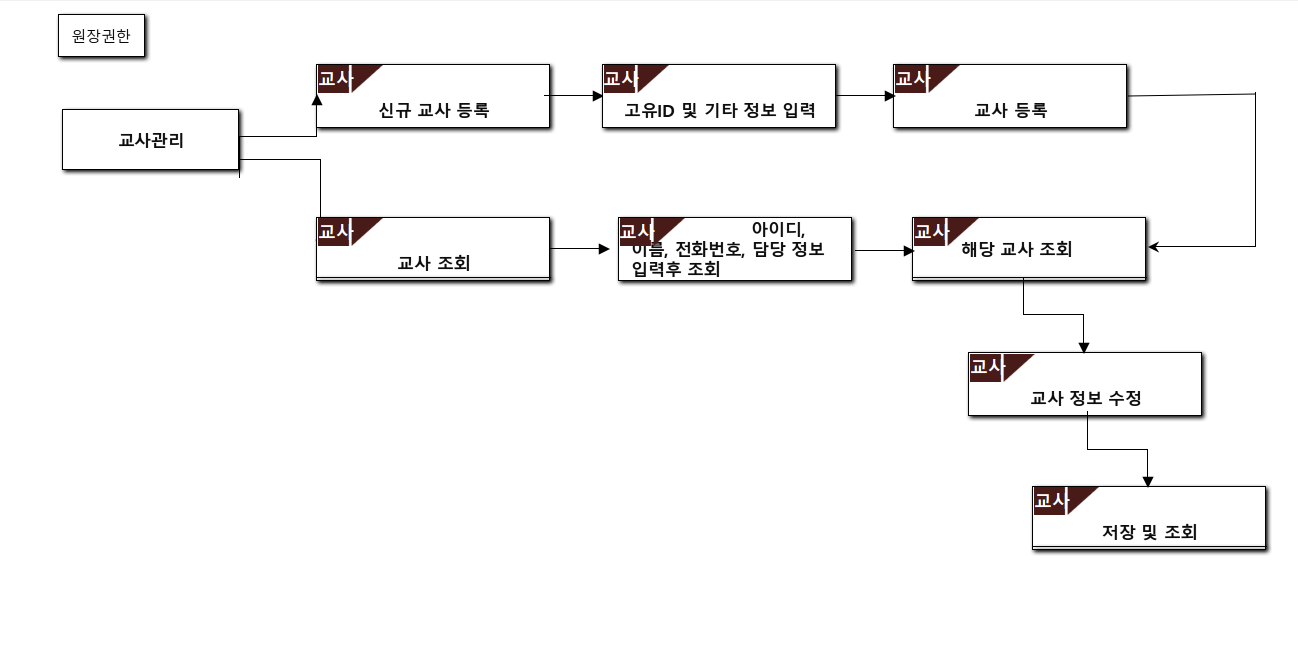 원장권한
교사관리
교사
신규 교사 등록
교사
고유ID 및 기타 정보 입력
교사
교사 등록
교사
교사 조회
교사
아이디,
이름, 전화번호, 담당 정보
입력후 조회
교사
해당 교사 조회
교사
교사 정보 수정
교사
저장 및 조회